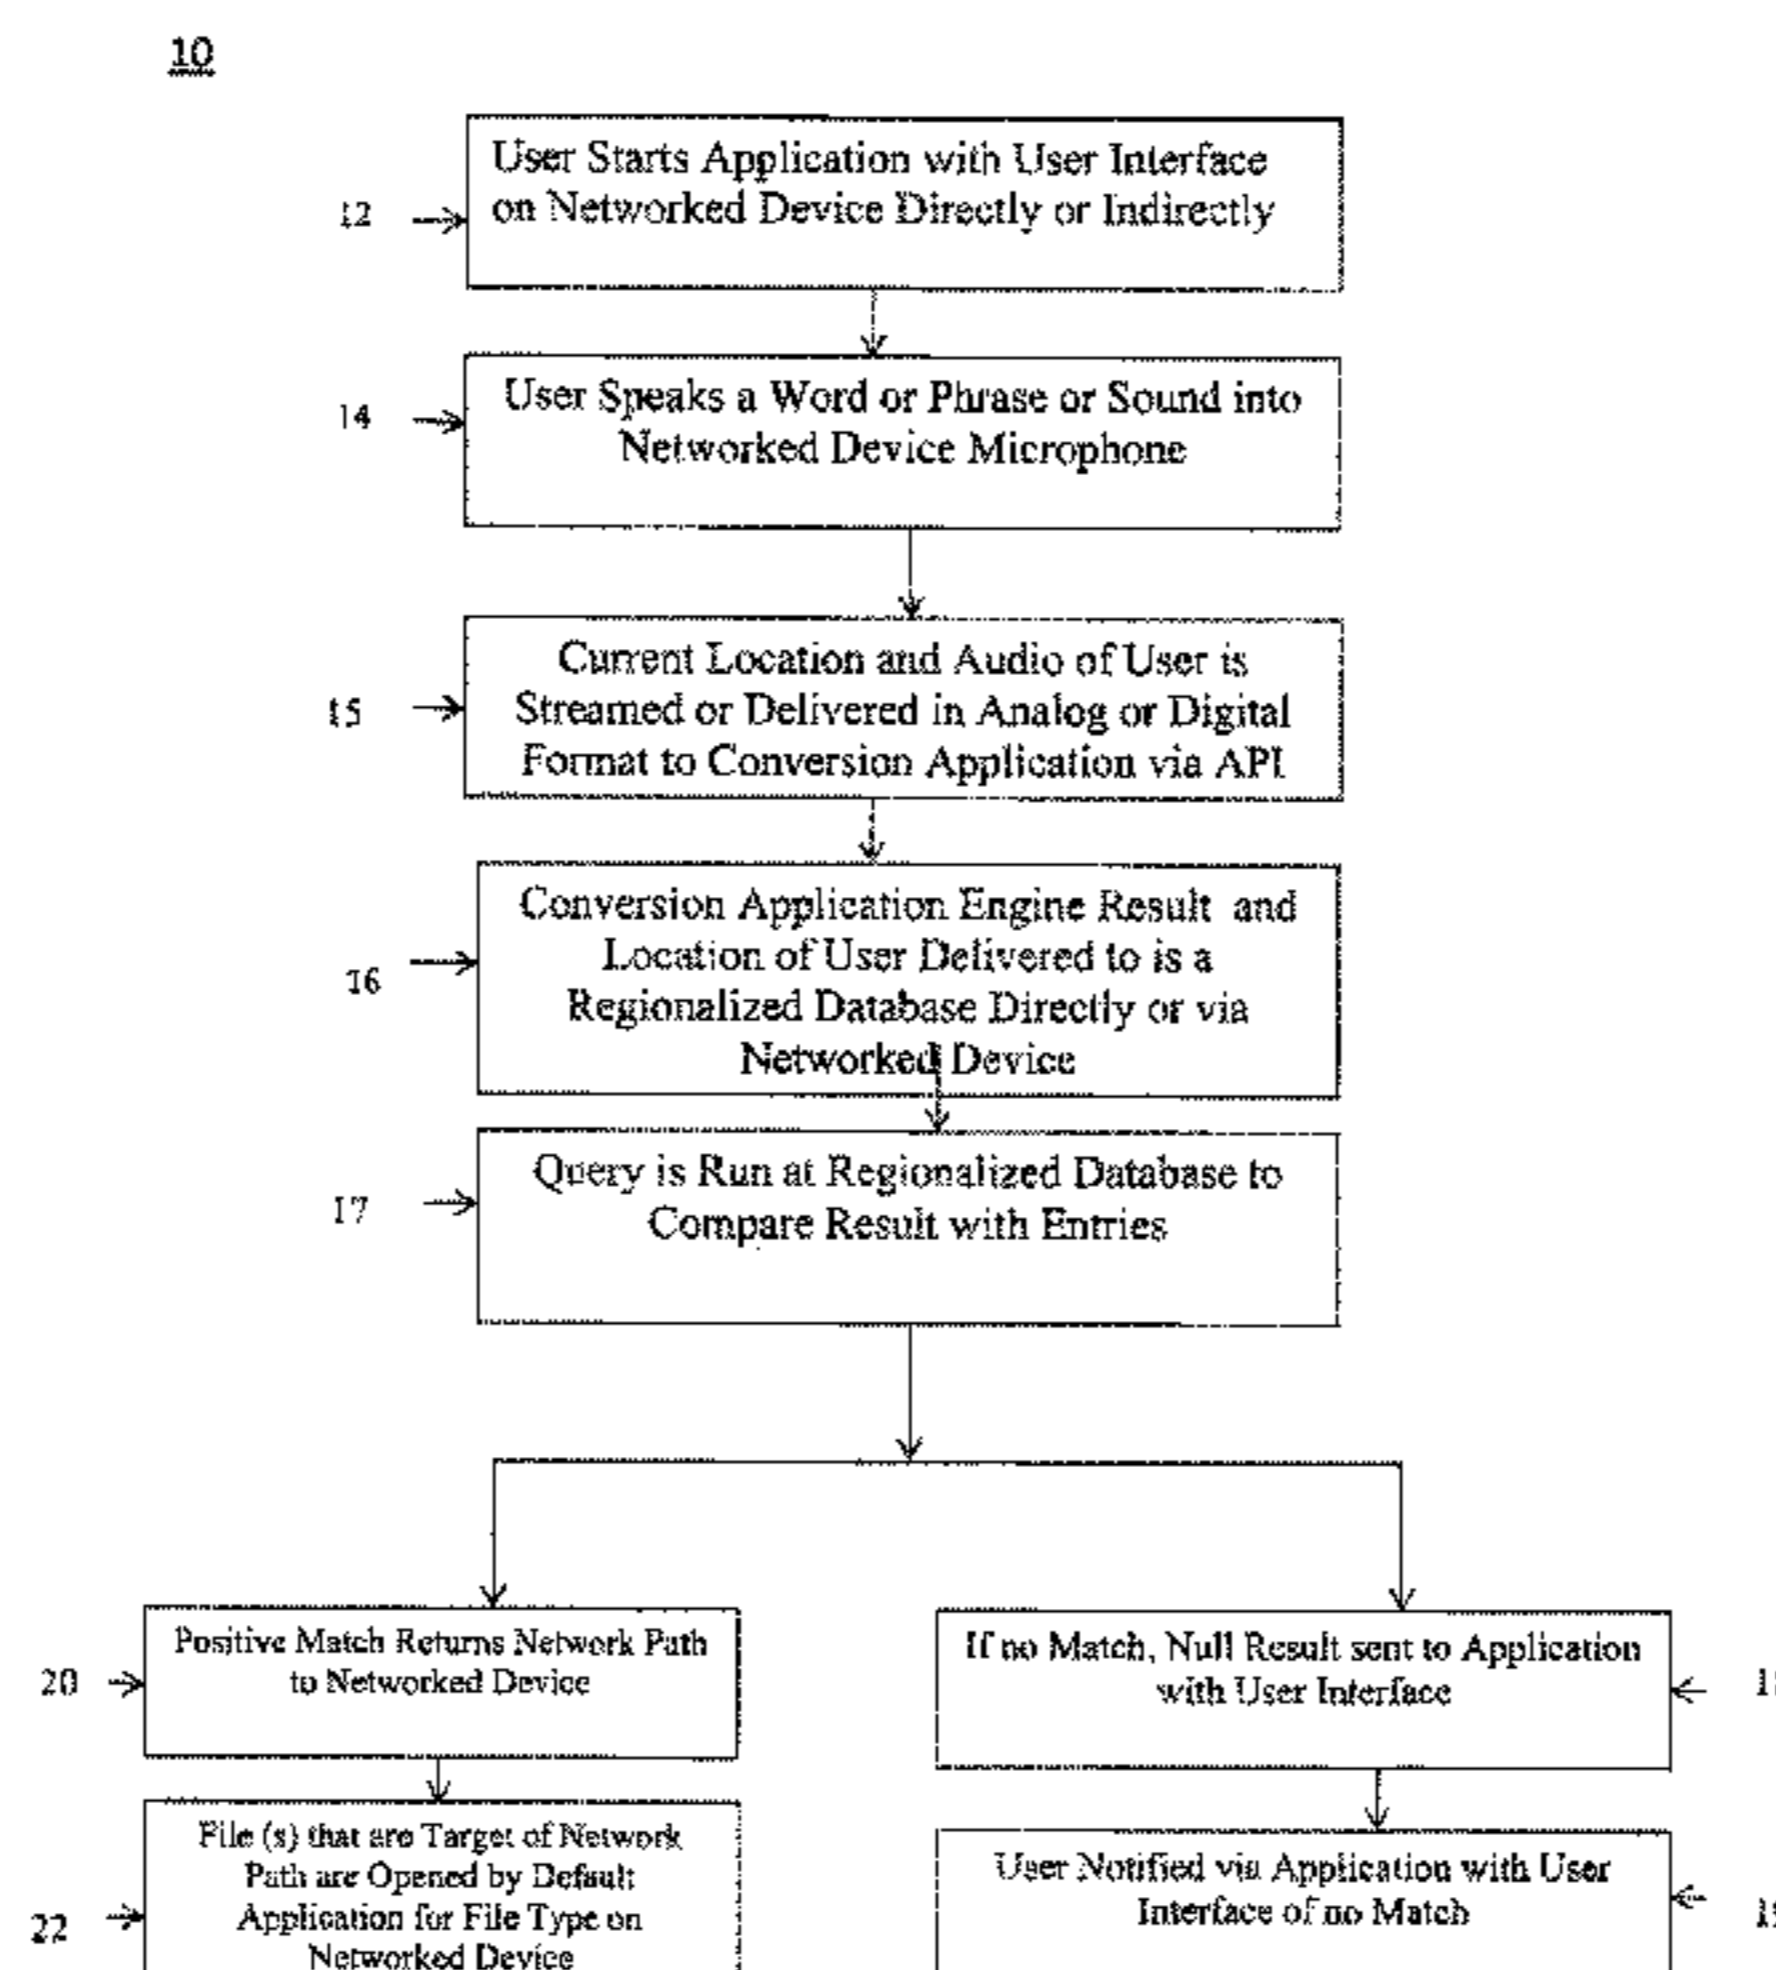 10
User Starts Application with User Interface
on Networked Device Directly or Indirectly
12
User Speaks a Word or Phrase or Sound into
Networked Device Microphone
14
Current Location and Audio of User is
Streamed or Delivered in Analog or Digital
Format to Conversion Application via API
15
Conversion Application Engine Result and
Location of User Delivered to is a
Regionalized Database Directly or via
Networked Device
16
Query is Run at Regionalized Database to
Compare Result with Entries
17
Positive Match Returns Network Path
to Networked Device
20
If no Match, Null Result sent to Application
with User Interface
File (s) that are Target of Network
Path are Opened by Default
Application for File Type on
Networked Device
22
User Notified via Application with User
Interface of no Match